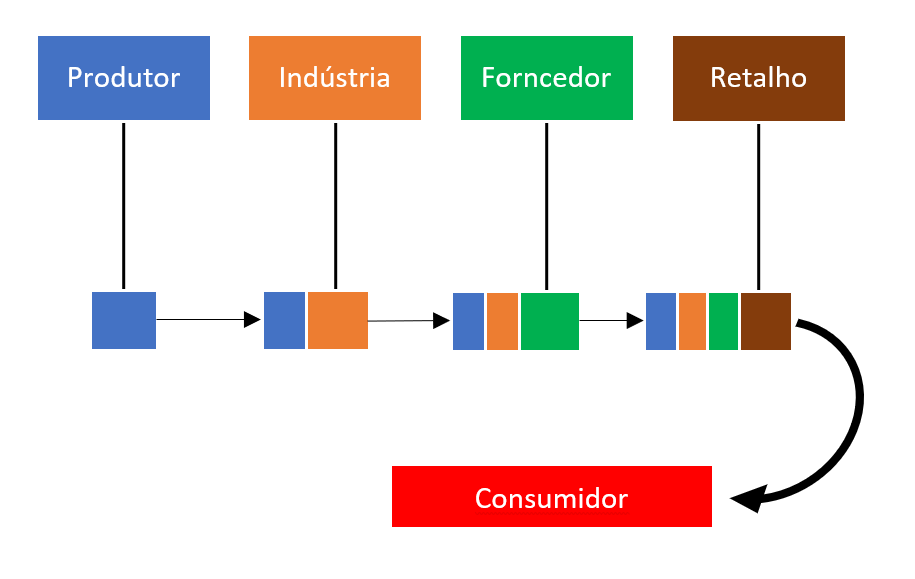 Produtor
Indústria
Forncedor
Retalho
Consumidor